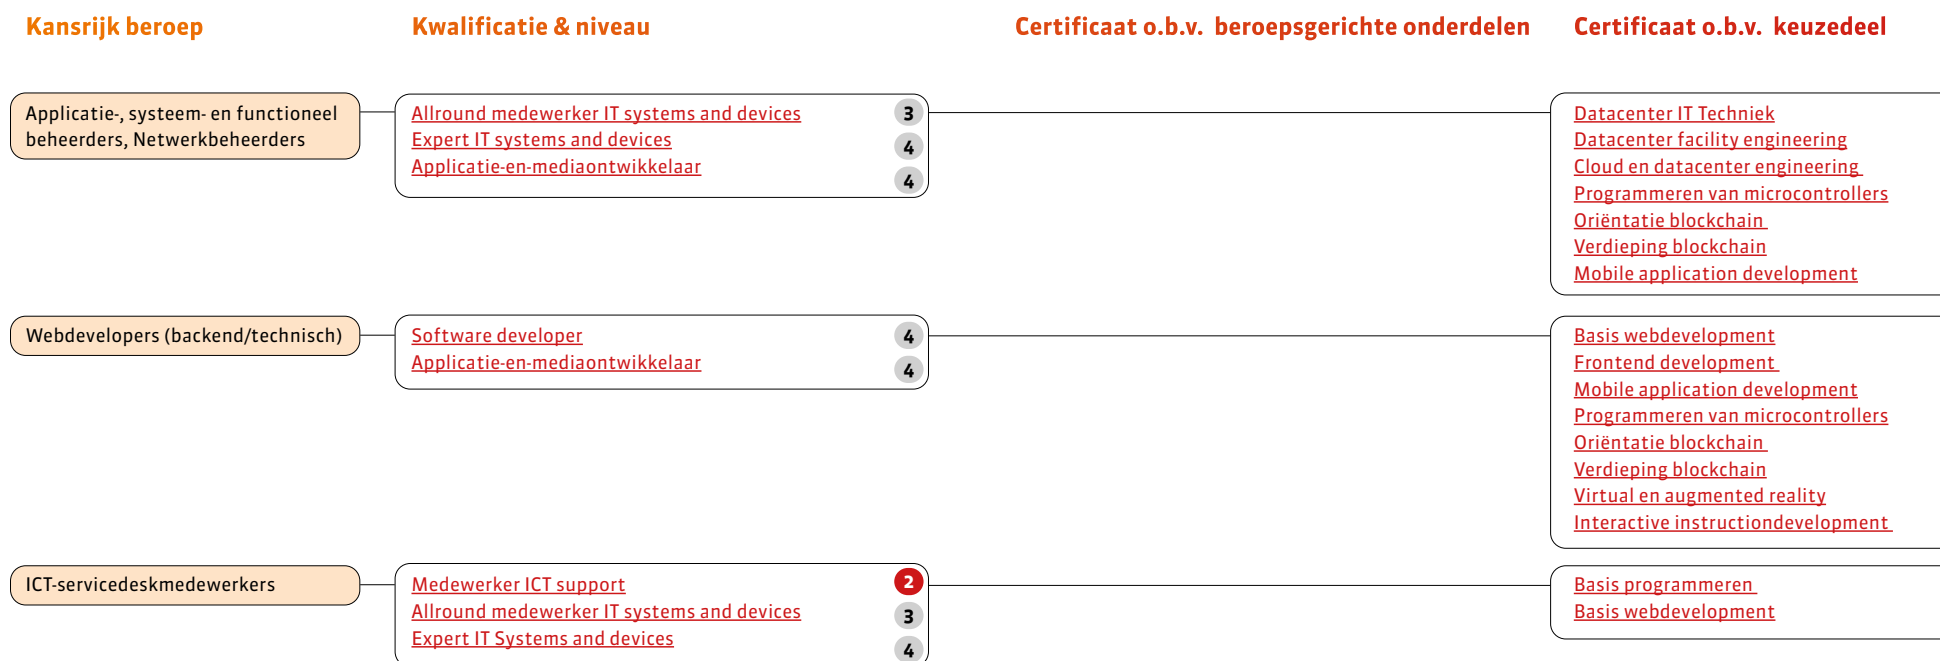 Kansrijk beroep
Kwalificatie & niveau
Certificaat o.b.v. beroepsgerichte onderdelen
Certificaat o.b.v. keuzedeel
Applicatie-, systeem- en functioneel
beheerders, Netwerkbeheerders
Allround medewerker IT systems and devices 3
Expert IT systems and devices 4
Applicatie-en-mediaontwikkelaar 4
Datacenter IT Techniek
Datacenter facility engineering
Cloud en datacenter engineering
Programmeren van microcontrollers
Oriëntatie blockchain
Verdieping blockchain
Mobile application development
Webdevelopers (backend/technisch)
Software developer 4
Applicatie-en-mediaontwikkelaar 4
Basis webdevelopment
Frontend development
Mobile application development
Programmeren van microcontrollers
Oriëntatie blockchain
Verdieping blockchain
Virtual en augmented reality
Interactive instructiondevelopment
ICT-servicedeskmedewerkers
Medewerker ICT support 2
Allround medewerker IT systems and devices 3
Expert IT Systems and devices 4
Basis programmeren
Basis webdevelopment